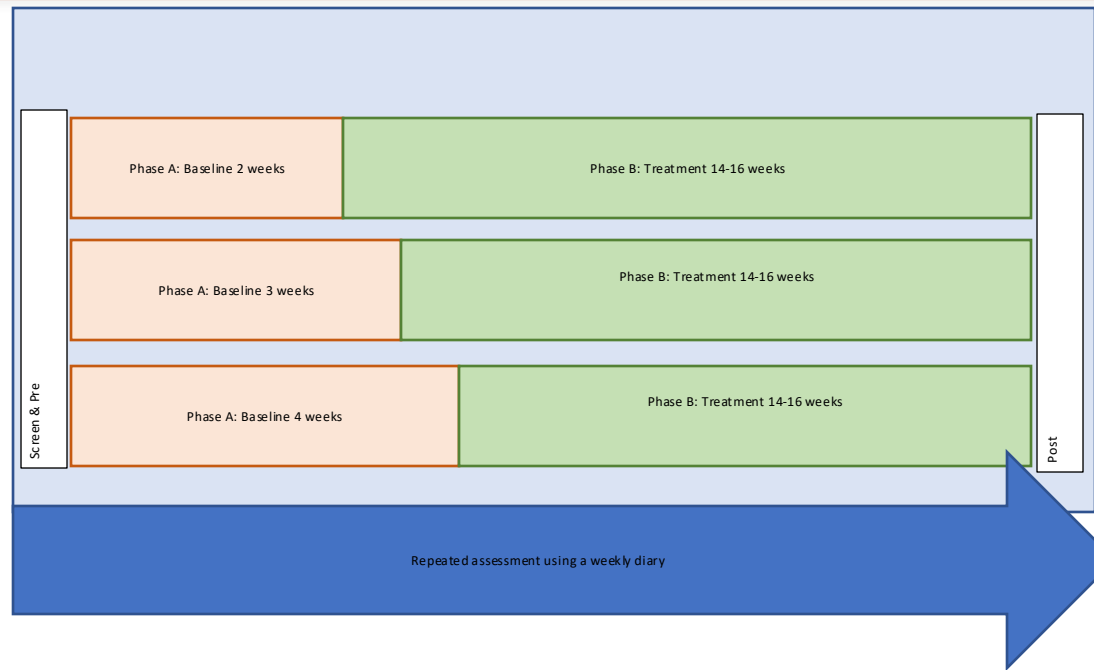 Screen & Pre
Phase A: Baseline 2 weeks
Phase B: Treatment 14-16 weeks
Phase A: Baseline 3 weeks
Phase B: Treatment 14-16 weeks
Phase A: Baseline 4 weeks
Phase B: Treatment 14-16 weeks
Post
Repeated assessment using a weekly diary